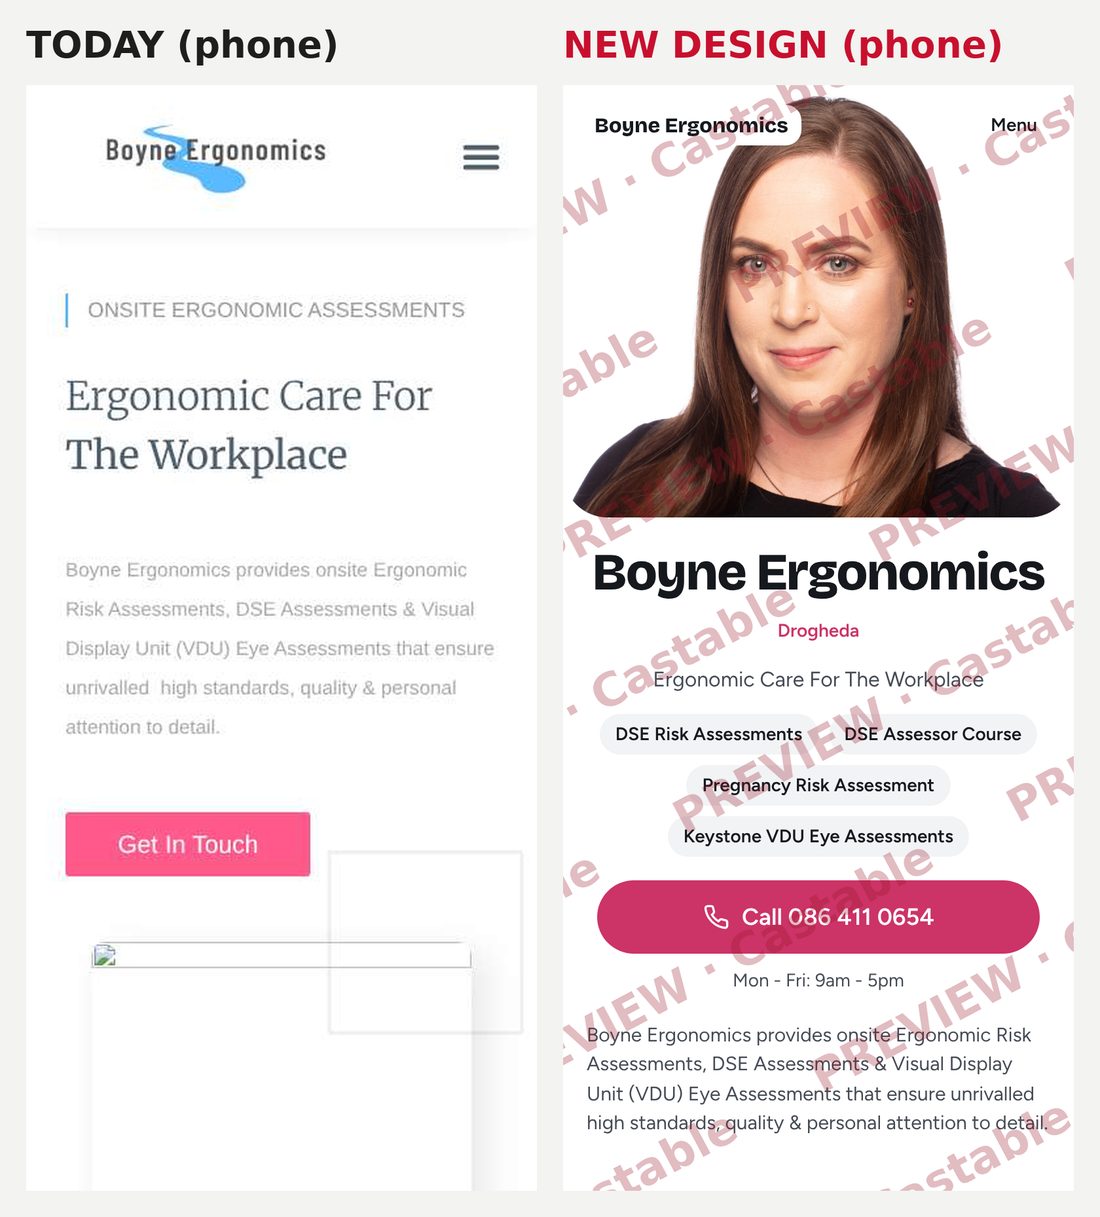 TODAY (phone)
Boyne Ergonomics
ONSITE ERGONOMIC ASSESSMENTS
Ergonomic Care For
The Workplace
Boyne Ergonomics provides onsite Ergonomic
Risk Assessments, DSE Assessments & Visual
Display Unit (VDU) Eye Assessments that ensure
unrivalled  high standards, quality & personal
attention to detail.
Get In Touch
NEW DESIGN (phone)
Boyne Ergonomics
Menu
Boyne Ergonomics
Drogheda
Ergonomic Care For The Workplace
DSE Risk Assessments
DSE Assessor Course
Pregnancy Risk Assessment
Keystone VDU Eye Assessments
Call 086 411 0654
Mon - Fri: 9am - 5pm
Boyne Ergonomics provides onsite Ergonomic Risk
Assessments, DSE Assessments & Visual Display
Unit (VDU) Eye Assessments that ensure unrivalled
high standards, quality & personal attention to detail.
PREVIEW · Castable